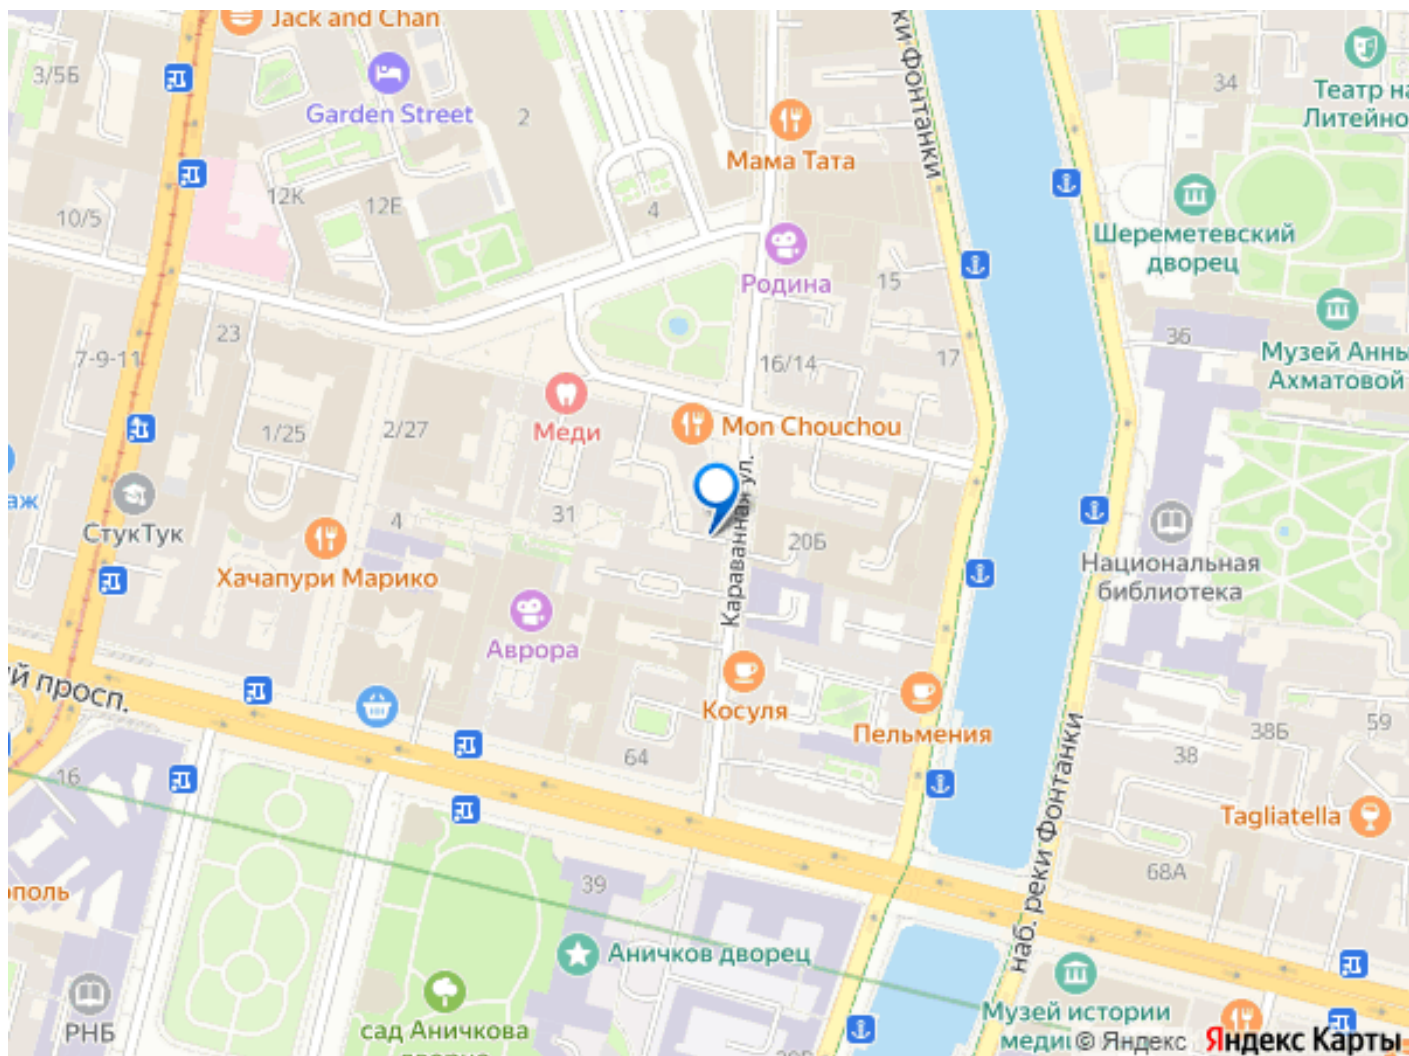 Jack and Chan
3/5Б
Garden Street
2
34
Театр на
Литейно
ки Фонтанки
Мама Тата
12К
12Е
10/5
4
Шереметевский
дворец
Родина
15
23
7-9-11
16/14
17
36
Музей Анны
Ахматовой
Меди
Mon Chouchou
1/25
2/27
аж
СтукТук
4
31
Караванная ул.
20Б
Хачапури Марико
Национальная
библиотека
Аврора
й просп.
Косуля
Пельмения
64
16
38Б
59
38
Tagliatella
наб. реки Фонтанки
68А
39
ополь
Аничков дворец
РНБ
сад Аничкова
Музей истории
меди
© Яндекс Яндекс Карты